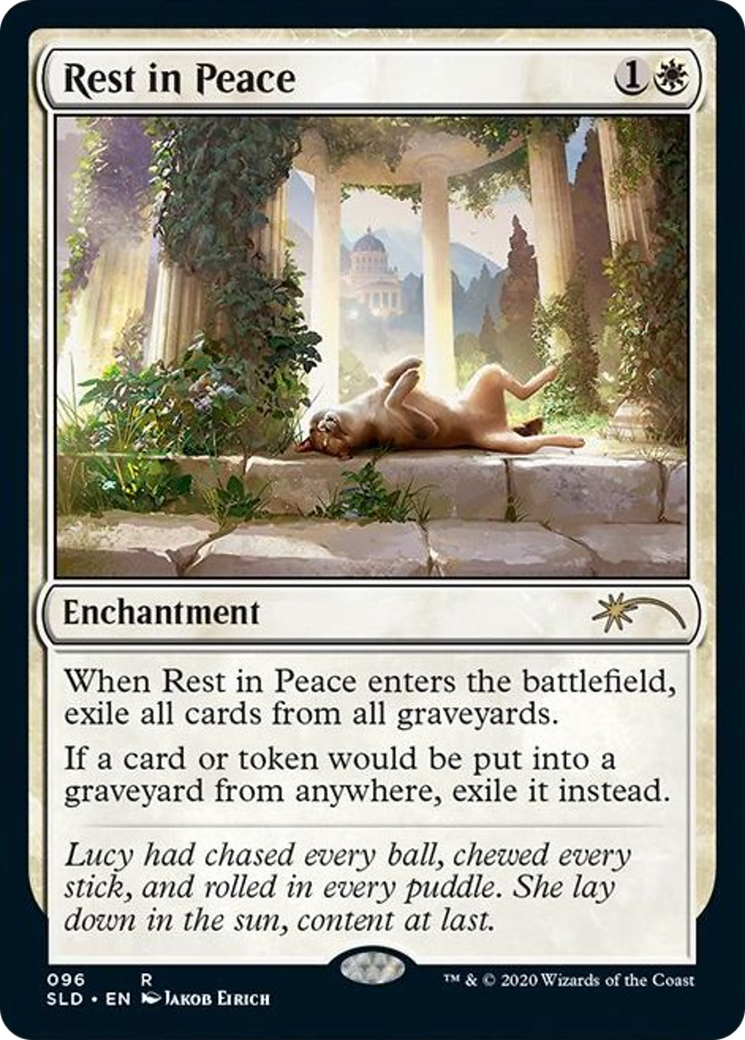 Rest in Peace 1
Enchantment
When Rest in Peace enters the battlefield,
exile all cards from all graveyards.
If a card or token would be put into a
graveyard from anywhere, exile it instead.
Lucy had chased every ball, chewed every
stick, and rolled in every puddle. She lay
down in the sun, content at last.
096 R
SLD • EN Jakob Eirich
™ & © 2020 Wizards of the Coast